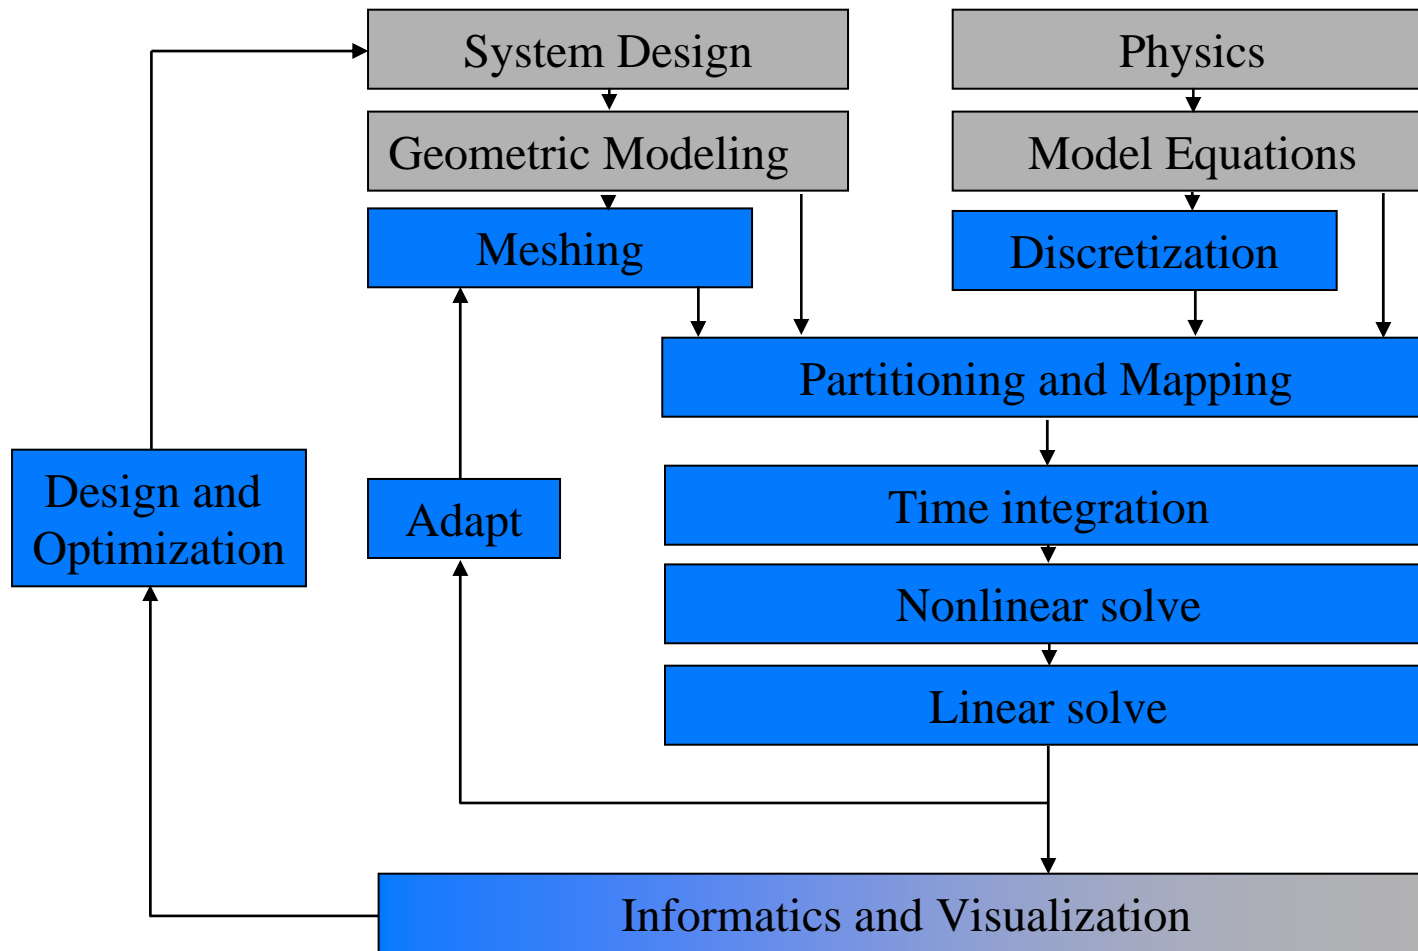 System Design
Physics
Geometric Modeling
Model Equations
Meshing
Discretization
Partitioning and Mapping
Design and
Optimization
Adapt
Time integration
Nonlinear solve
Linear solve
Informatics and Visualization